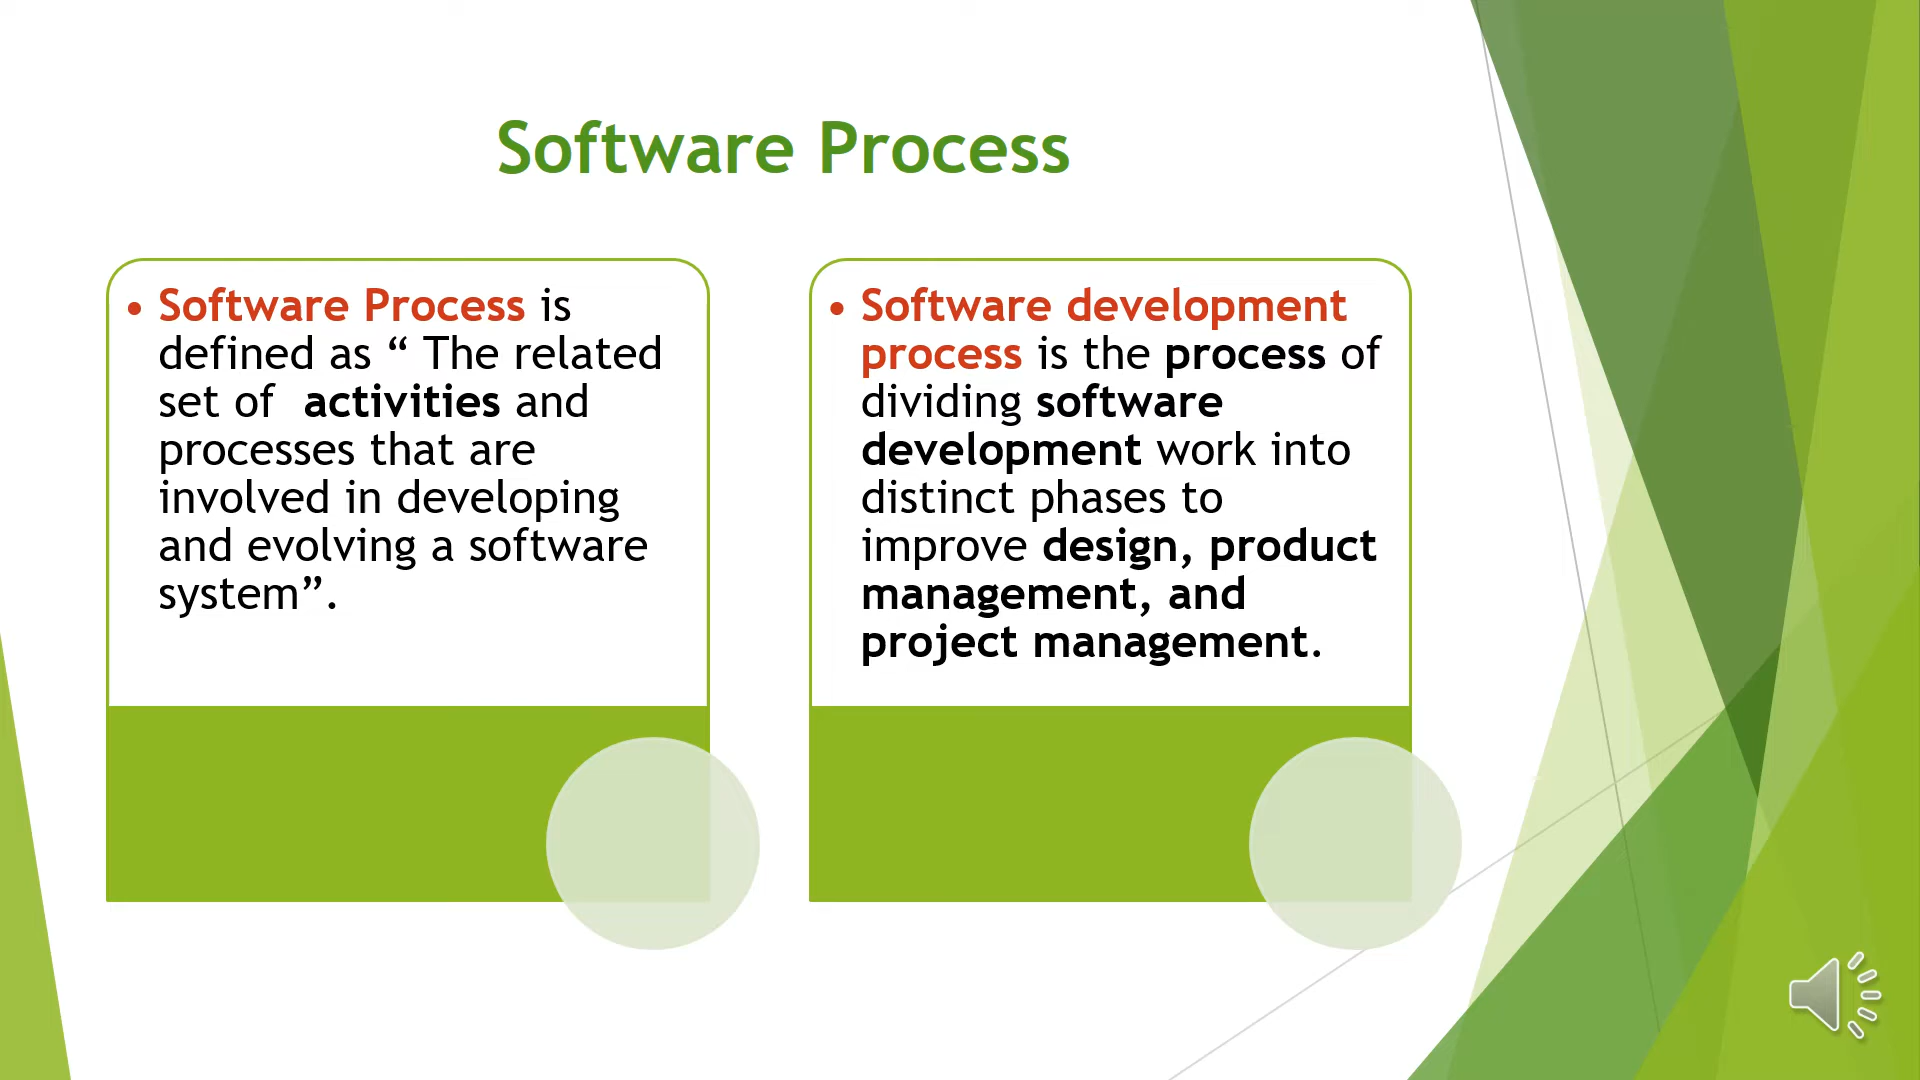 Software Process
• Software Process is
defined as “ The related
set of  activities and
processes that are
involved in developing
and evolving a software
system”.
• Software development
process is the process of
dividing software
development work into
distinct phases to
improve design, product
management, and
project management.